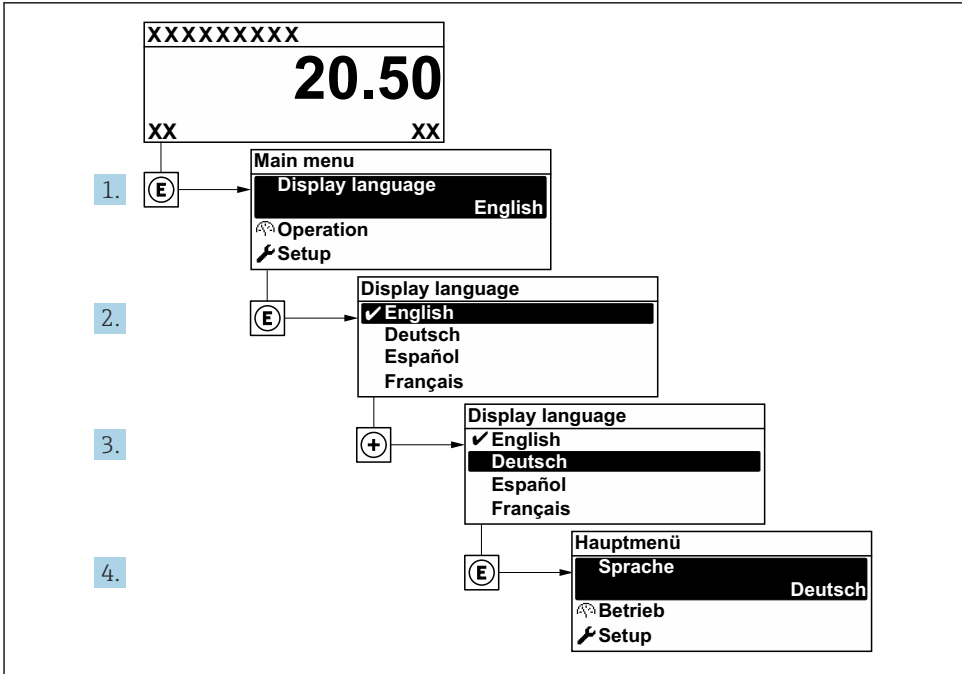 XXXXXXXXX
20.50
XX XX
1. E
Main menu
Display language
English
Operation
Setup
2. E
Display language
✔ English
Deutsch
Español
Français
3. +
Display language
✔ English
Deutsch
Español
Français
4. E
Hauptmenü
Sprache
Deutsch
Betrieb
Setup